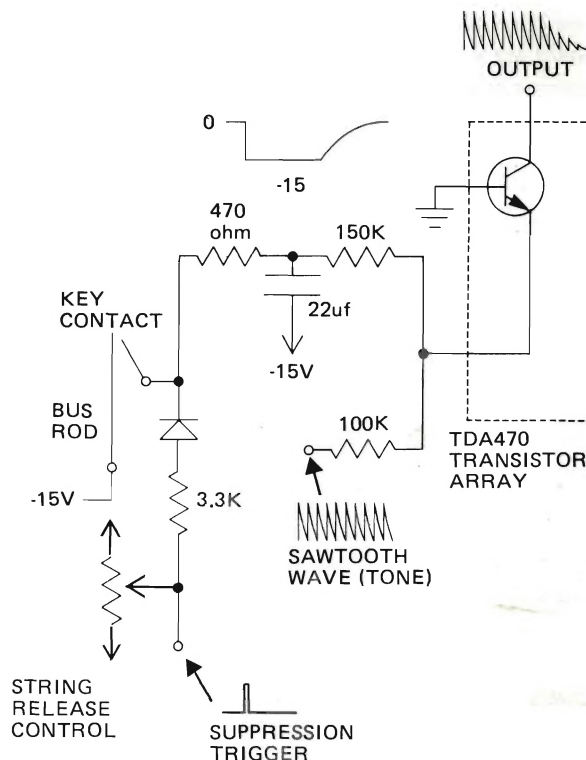 OUTPUT
0
-15
470
ohm
150K
KEY
CONTACT
22uf
-15V
BUS
ROD
100K
TDA470
TRANSISTOR
ARRAY
-15V
3.3K
SAWTOOTH
WAVE (TONE)
STRING
RELEASE
CONTROL
SUPPRESSION
TRIGGER